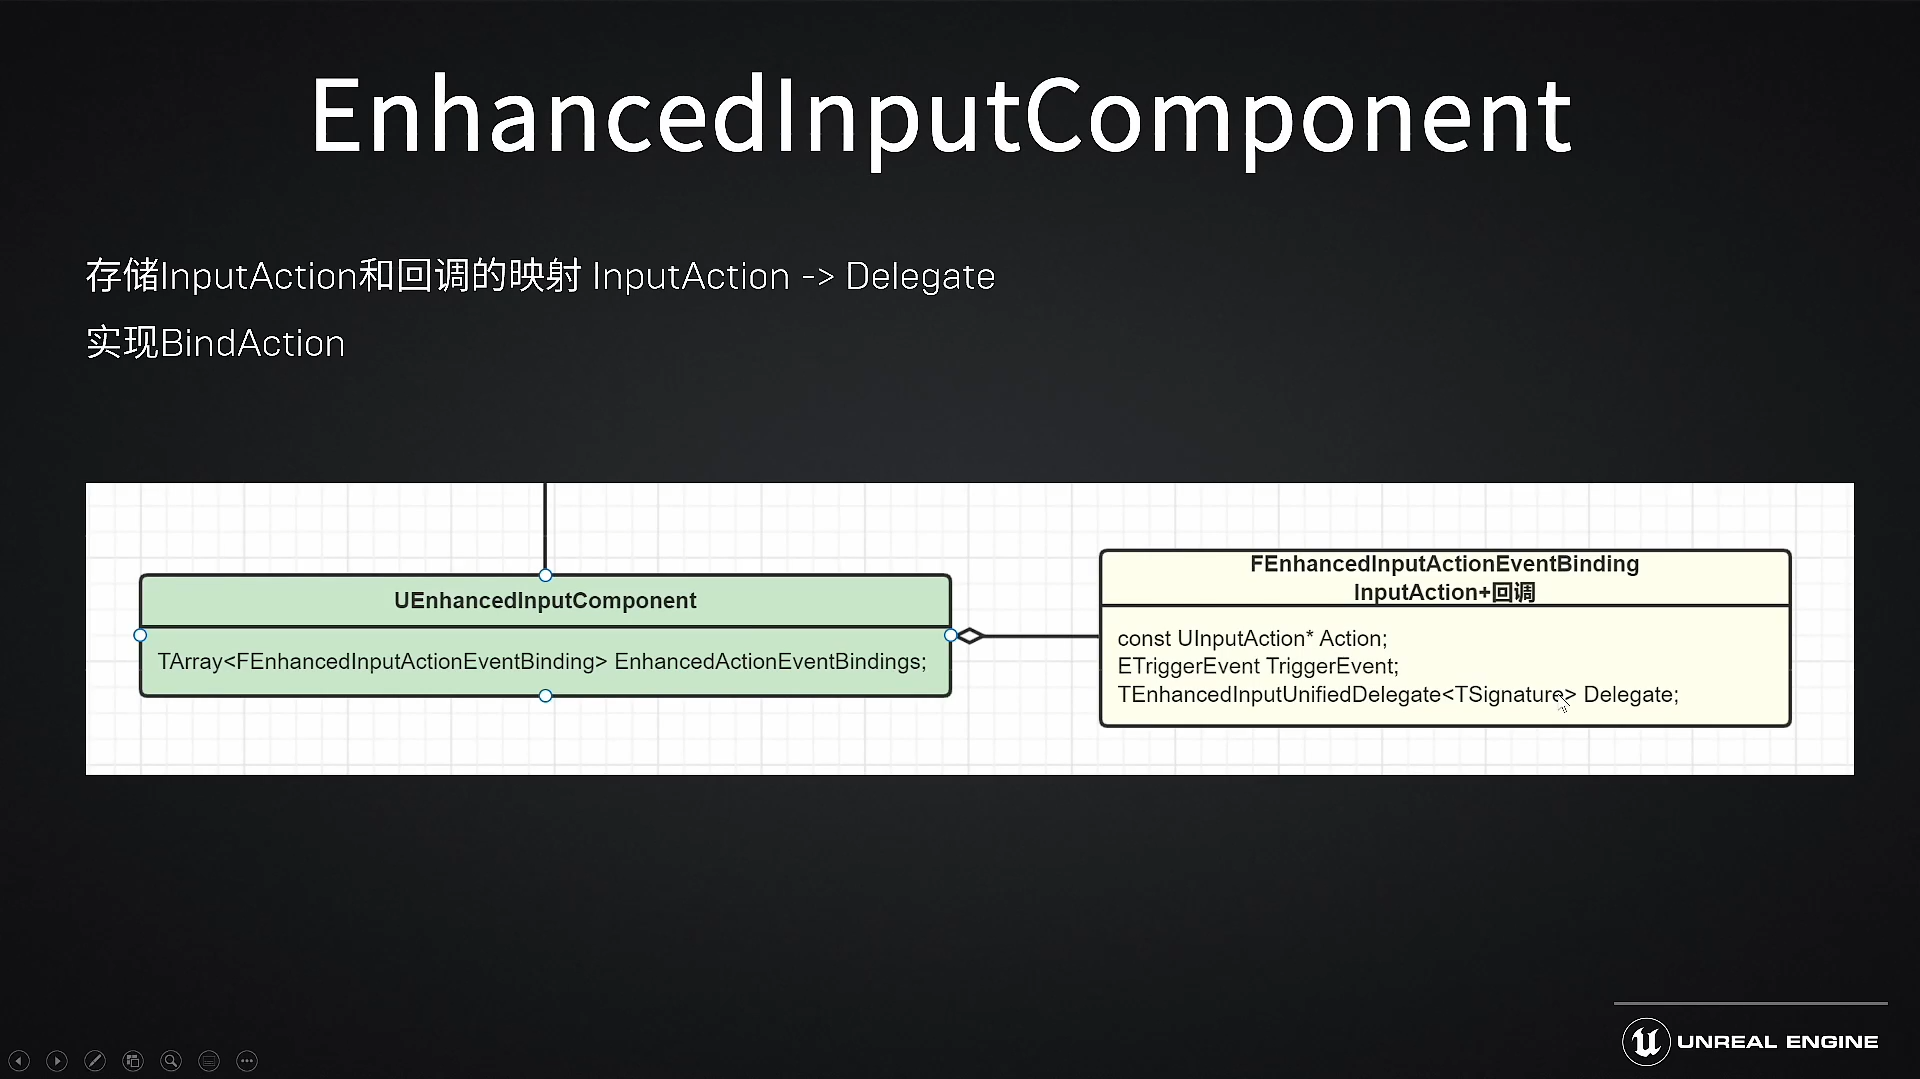 EnhancedInputComponent
存储InputAction和回调的映射 InputAction -> Delegate
实现BindAction
UEnhancedInputComponent
TArray<FEnhancedInputActionEventBinding> EnhancedActionEventBindings;
FEnhancedInputActionEventBinding
InputAction+回调
const UInputAction* Action;
ETriggerEvent TriggerEvent;
TEnhancedInputUnifiedDelegate<TSignature> Delegate;
UNREAL ENGINE